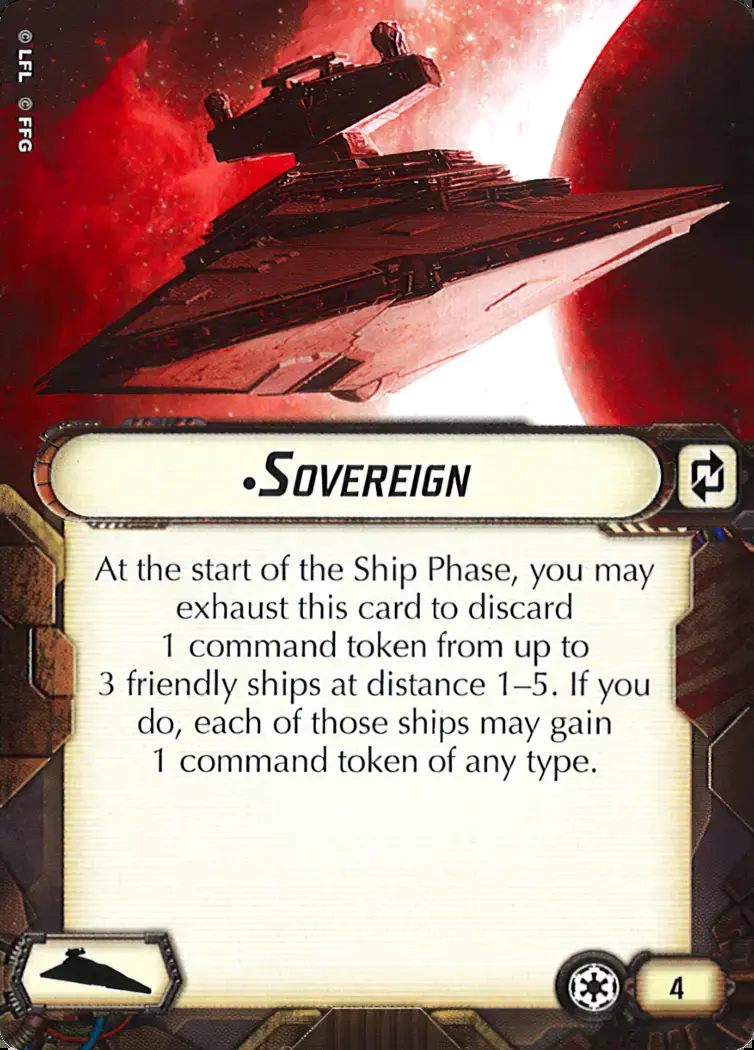 © LFL © FFG
•SOVEREIGN
At the start of the Ship Phase, you may
exhaust this card to discard
1 command token from up to
3 friendly ships at distance 1–5. If you
do, each of those ships may gain
1 command token of any type.
4